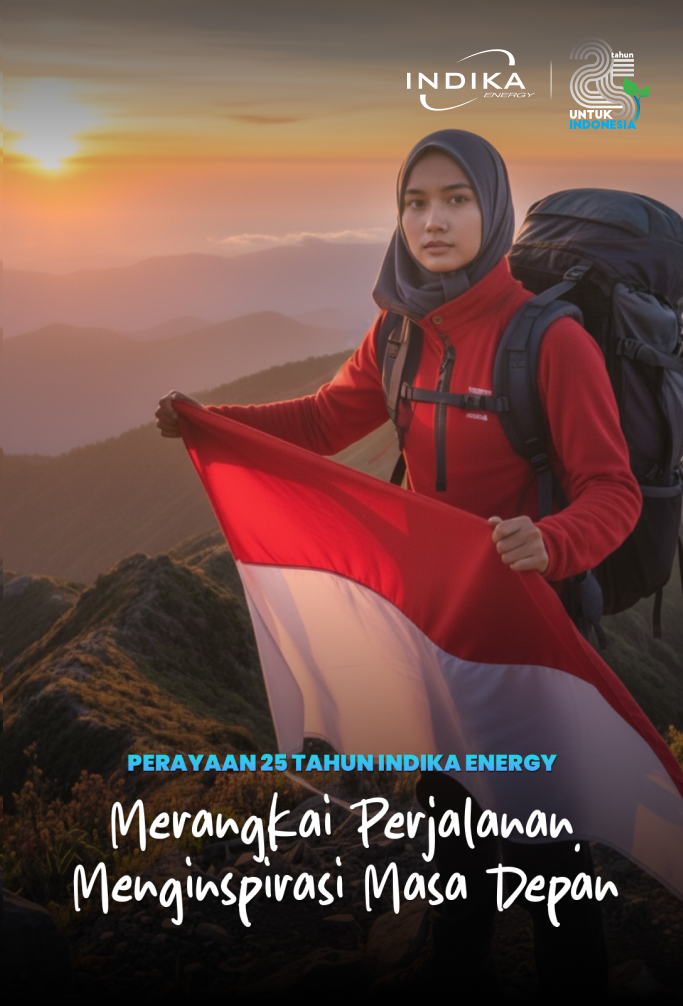 INDIKA
ENERGY
25 tahun
UNTUK
INDONESIA
PERAYAAN 25 TAHUN INDIKA ENERGY
Merangkai Perjalanan,
Menginspirasi Masa Depan